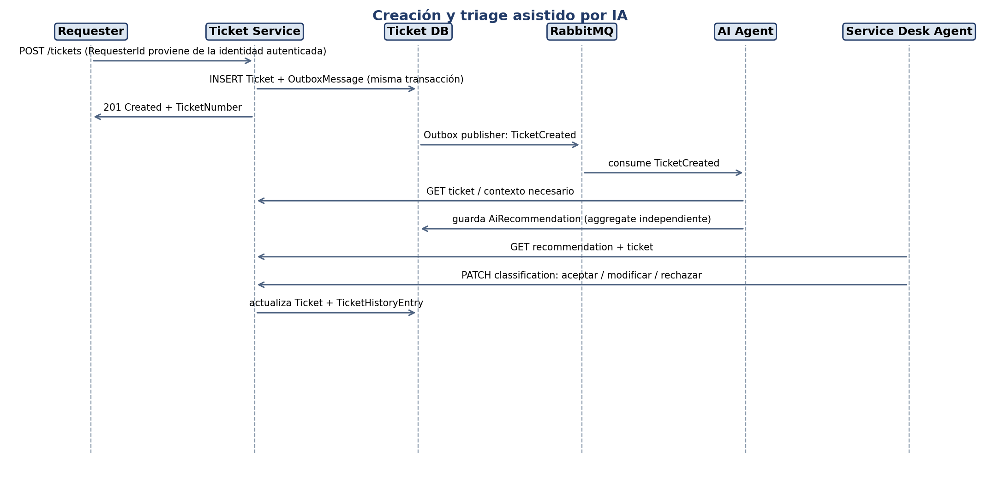 Creación y triage asistido por IA
Requester
Ticket Service
Ticket DB
RabbitMQ
AI Agent
Service Desk Agent
POST /tickets (RequesterId proviene de la identidad autenticada)
INSERT Ticket + OutboxMessage (misma transacción)
201 Created + TicketNumber
Outbox publisher: TicketCreated
consume TicketCreated
GET ticket / contexto necesario
guarda AiRecommendation (aggregate independiente)
GET recommendation + ticket
PATCH classification: aceptar / modificar / rechazar
actualiza Ticket + TicketHistoryEntry